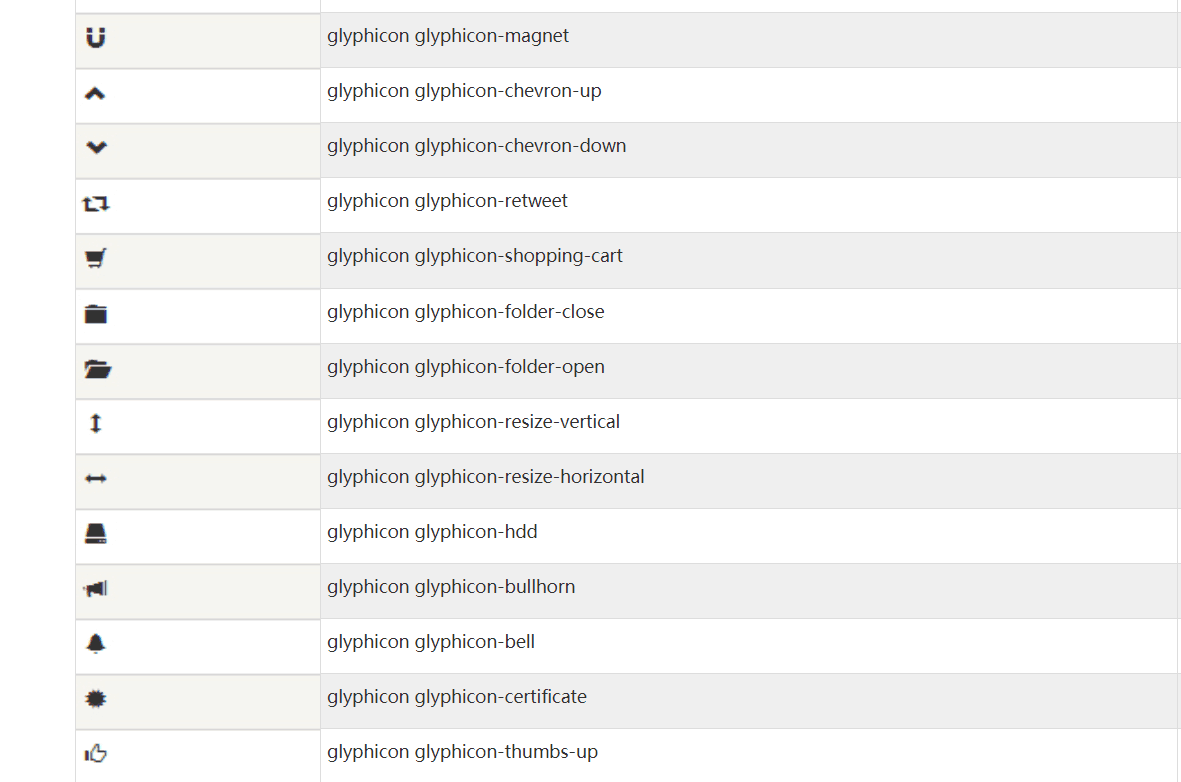 glyphicon glyphicon-magnet
glyphicon glyphicon-chevron-up
glyphicon glyphicon-chevron-down
glyphicon glyphicon-retweet
glyphicon glyphicon-shopping-cart
glyphicon glyphicon-folder-close
glyphicon glyphicon-folder-open
glyphicon glyphicon-resize-vertical
glyphicon glyphicon-resize-horizontal
glyphicon glyphicon-hdd
glyphicon glyphicon-bullhorn
glyphicon glyphicon-bell
glyphicon glyphicon-certificate
glyphicon glyphicon-thumbs-up